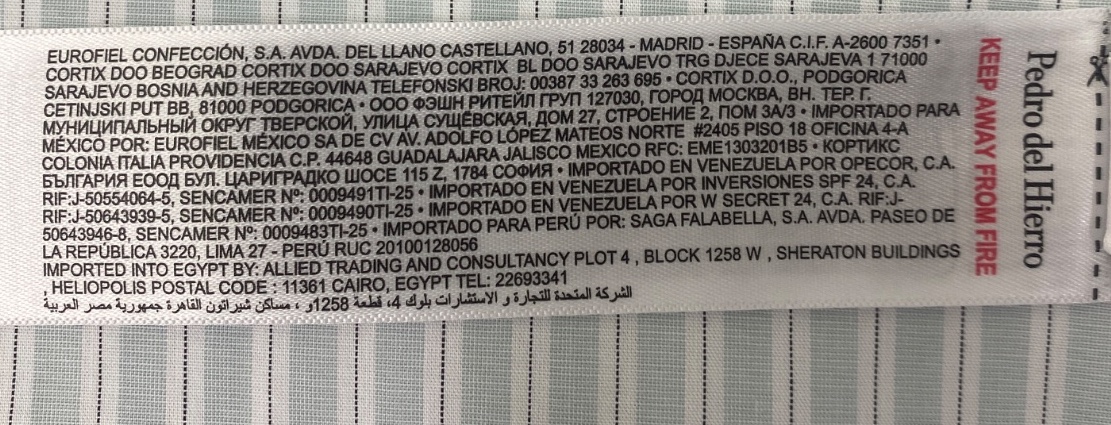 EUROFIEL CONFECCIÓN, S.A. AVDA. DEL LLANO CASTELLANO, 51 28034 - MADRID - ESPAÑA C.I.F. A-2600 7351 •
CORTIX DOO BEOGRAD CORTIX DOO SARAJEVO CORTIX BL DOO SARAJEVO TRG DJECE SARAJEVA 1 71000
SARAJEVO BOSNIA AND HERZEGOVINA TELEFONSKI BROJ: 00387 33 263 695 • CORTIX D.O.O., PODGORICA
CETINJSKI PUT BB, 81000 PODGORICA • ООО ФЭШН РИТЕЙЛ ГРУП 127030, ГОРОД МОСКВА, ВН. ТЕР. Г.
МУНИЦИПАЛЬНЫЙ ОКРУГ ТВЕРСКОЙ, УЛИЦА СУЩЁВСКАЯ, ДОМ 27, СТРОЕНИЕ 2, ПОМ 3А/3 • IMPORTADO PARA
MÉXICO POR: EUROFIEL MÉXICO SA DE CV AV. ADOLFO LÓPEZ MATEOS NORTE #2405 PISO 18 OFICINA 4-A
COLONIA ITALIA PROVIDENCIA C.P. 44648 GUADALAJARA JALISCO MEXICO RFC: EME1303201B5 • КОРТИКС
БЪЛГАРИЯ ЕООД БУЛ. ЦАРИГРАДКО ШОСЕ 115 Z, 1784 СОФИЯ • IMPORTADO EN VENEZUELA POR OPECOR, C.A.
RIF:J-50554064-5, SENCAMER Nº: 0009491TI-25 • IMPORTADO EN VENEZUELA POR INVERSIONES SPF 24, C.A.
RIF:J-50643939-5, SENCAMER Nº: 0009490TI-25 • IMPORTADO EN VENEZUELA POR W SECRET 24, C.A. RIF:J-
50643946-8, SENCAMER Nº: 0009483TI-25 • IMPORTADO PARA PERÚ POR: SAGA FALABELLA, S.A. AVDA. PASEO DE
LA REPÚBLICA 3220, LIMA 27 - PERÚ RUC 20100128056
IMPORTED INTO EGYPT BY: ALLIED TRADING AND CONSULTANCY PLOT 4 , BLOCK 1258 W , SHERATON BUILDINGS
, HELIOPOLIS POSTAL CODE : 11361 CAIRO, EGYPT TEL: 22693341
الشركة المتحدة للتجارة و الاستشارات بلوك 4، قطعة 1258و ، مساكن شيراتون القاهرة جمهورية مصر العربية
KEEP AWAY FROM FIRE
Pedro del Hierro